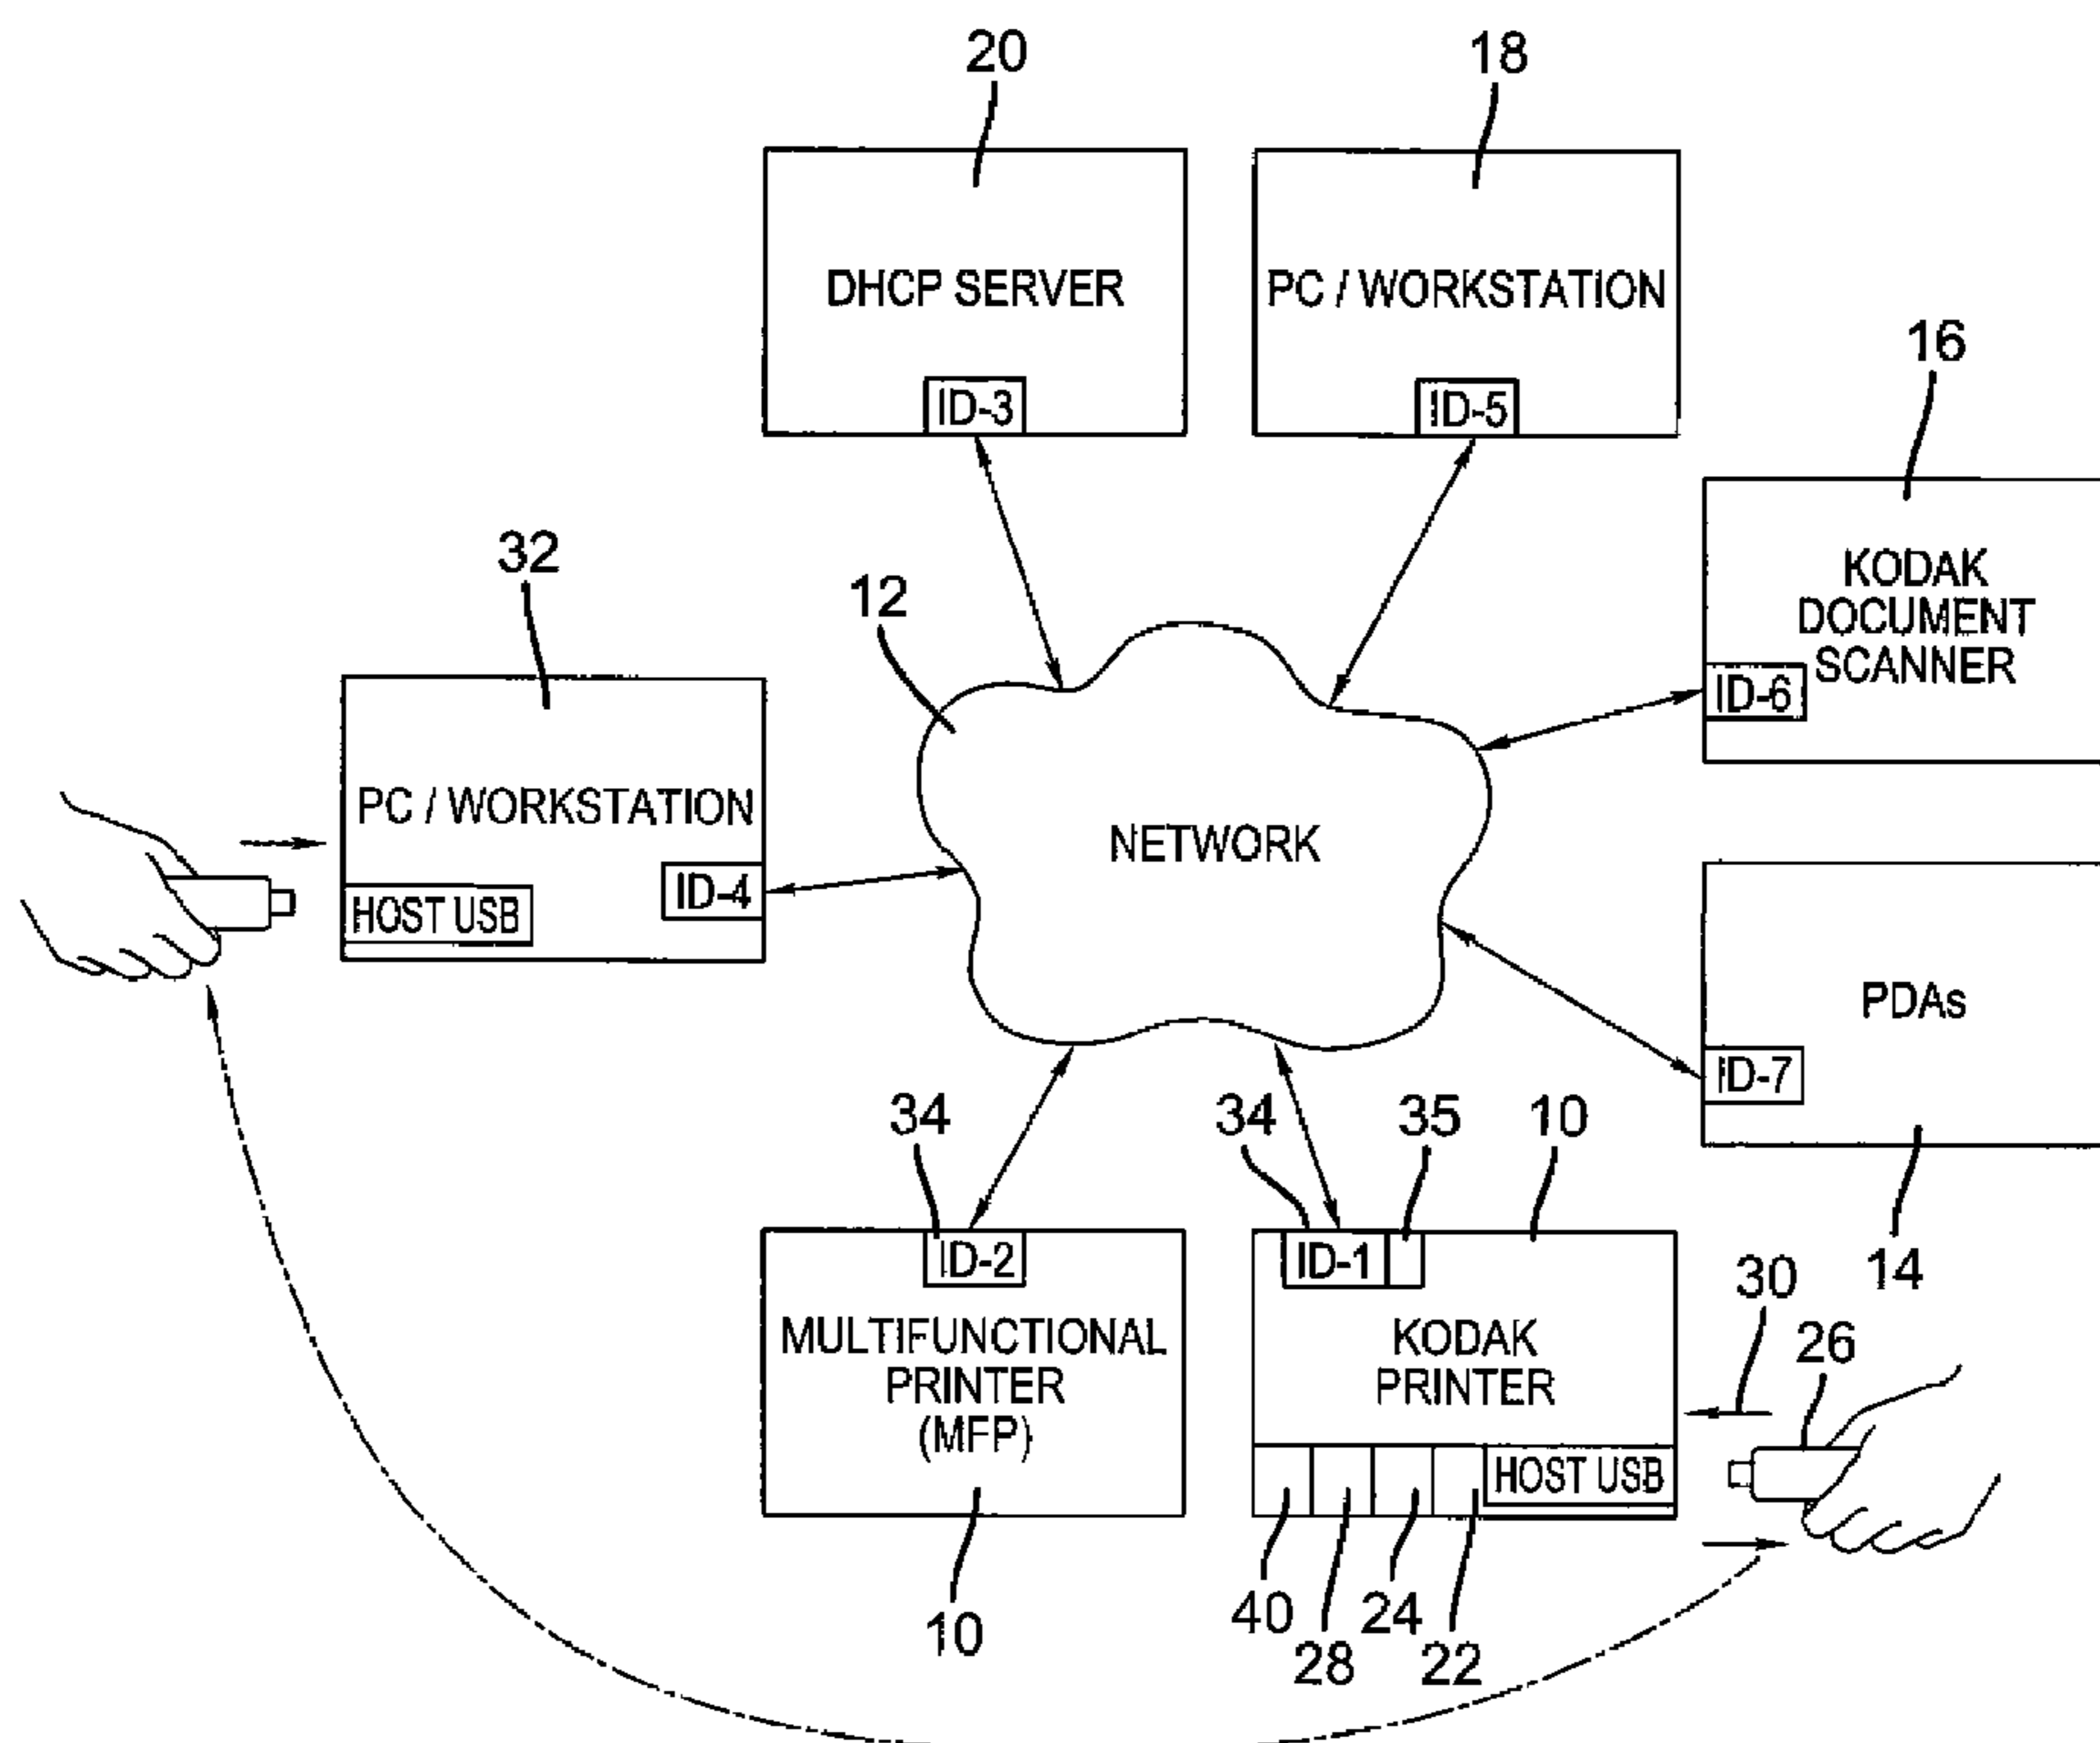 20
18
DHCP SERVER
ID-3
PC / WORKSTATION
ID-5
16
KODAK
DOCUMENT
SCANNER
ID-6
32
12
PC / WORKSTATION
HOST USB
ID-4
NETWORK
PDAs
ID-7
14
34
34
35
10
ID-2
MULTIFUNCTIONAL
PRINTER
(MFP)
10
ID-1
KODAK
PRINTER
HOST USB
30
26
40
28
24
22